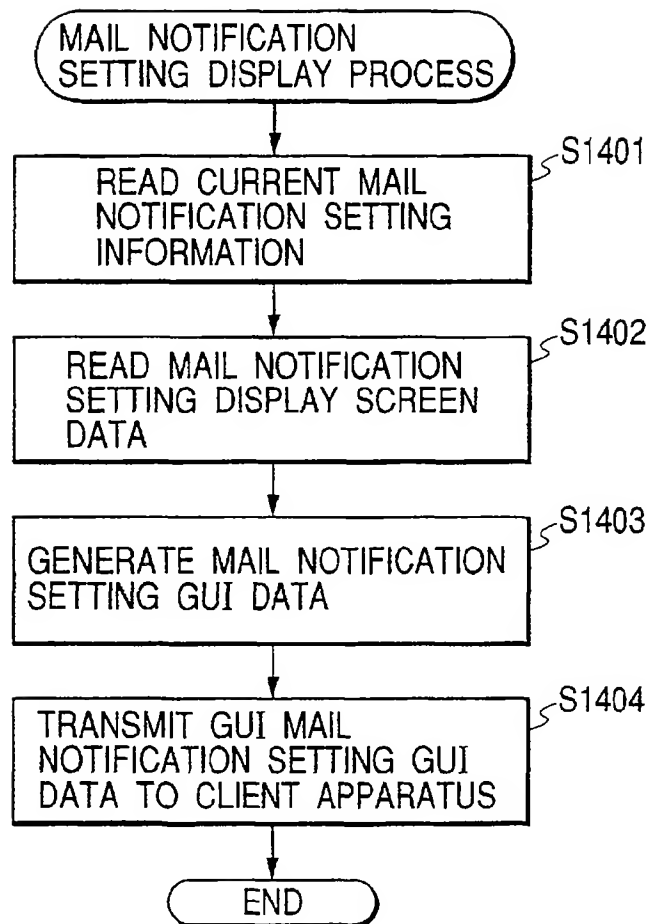 MAIL NOTIFICATION
SETTING DISPLAY PROCESS
S1401
READ CURRENT MAIL
NOTIFICATION SETTING
INFORMATION
S1402
READ MAIL NOTIFICATION
SETTING DISPLAY SCREEN
DATA
S1403
GENERATE MAIL NOTIFICATION
SETTING GUI DATA
S1404
TRANSMIT GUI MAIL
NOTIFICATION SETTING GUI
DATA TO CLIENT APPARATUS
END